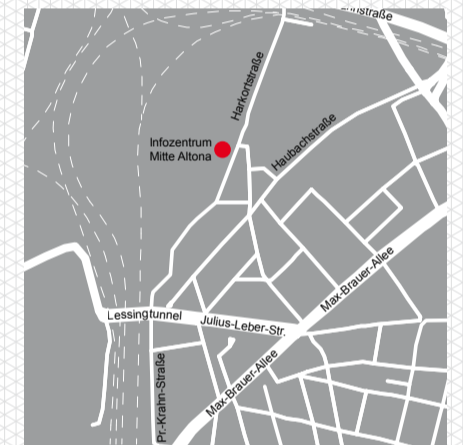 Harkortstraße
Infozentrum
Mitte Altona
Haubachstraße
Max-Brauer-Allee
Lessingtunnel
Julius-Leber-Str.
Max-Brauer-Allee
Pr.-Krahn-Straße